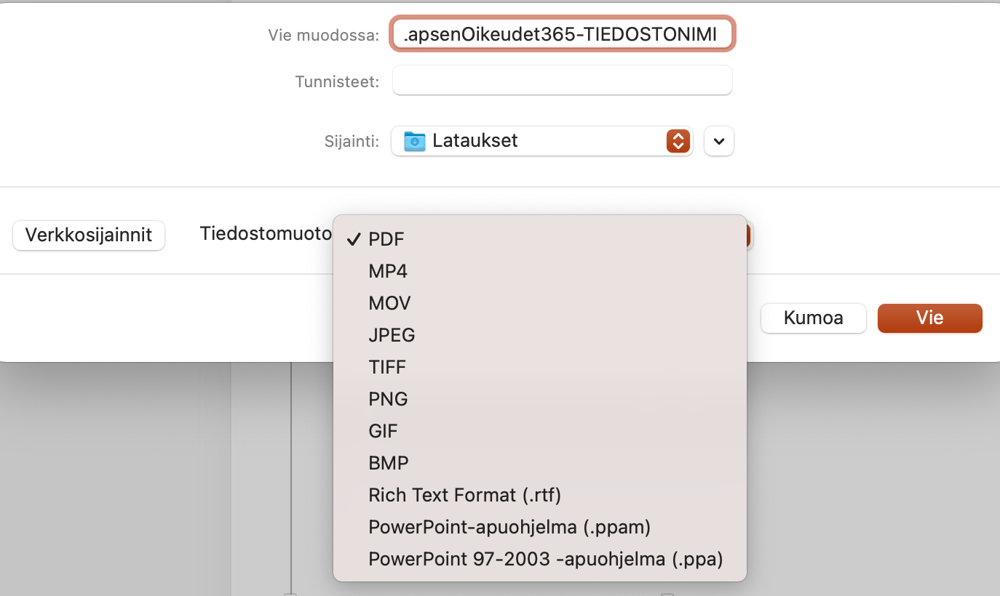 Vie muodossa: .apsenOikeudet365-TIEDOSTONIMI
Tunnisteet:
Sijainti: Lataukset
Verkkosijainnit Tiedostomuoto
✓ PDF
MP4
MOV
JPEG
TIFF
PNG
GIF
BMP
Rich Text Format (.rtf)
PowerPoint-apuohjelma (.ppam)
PowerPoint 97-2003 -apuohjelma (.ppa)
Kumoa Vie